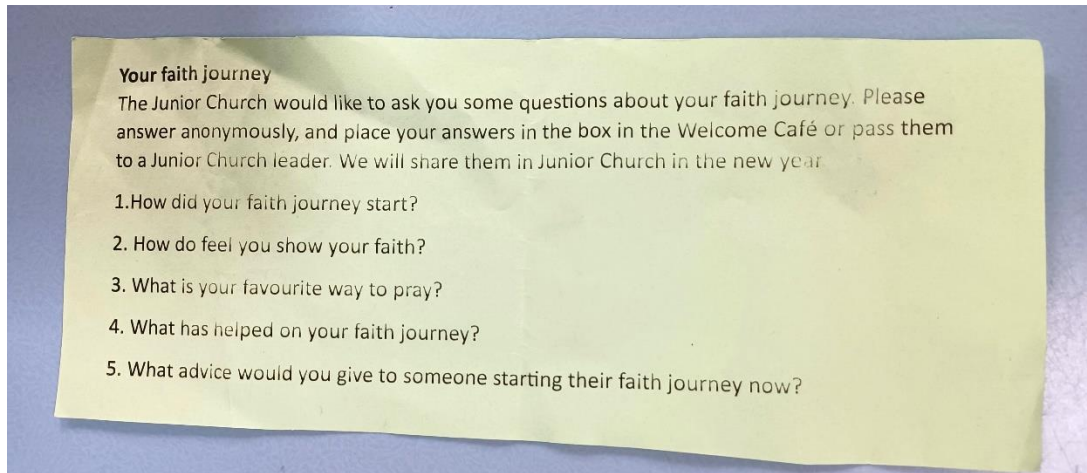 Your faith journey
The Junior Church would like to ask you some questions about your faith journey. Please
answer anonymously, and place your answers in the box in the Welcome Café or pass them
to a Junior Church leader. We will share them in Junior Church in the new year
1.How did your faith journey start?
2. How do feel you show your faith?
3. What is your favourite way to pray?
4. What has helped on your faith journey?
5. What advice would you give to someone starting their faith journey now?